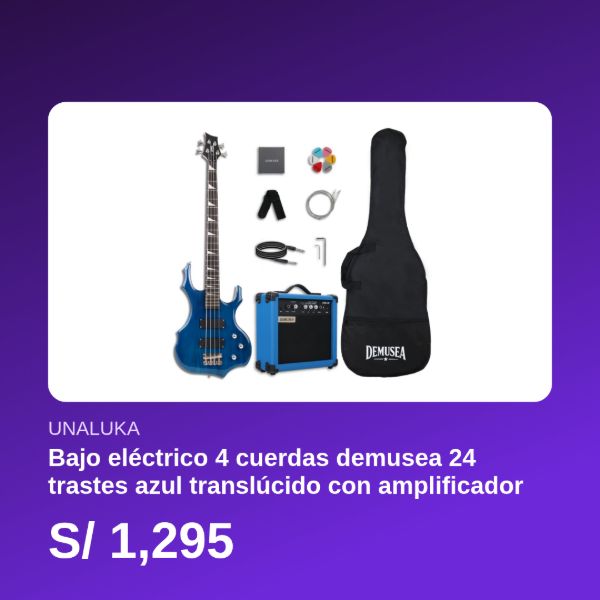 DEMUSEA
UNALUKA
Bajo eléctrico 4 cuerdas demusea 24
trastes azul translúcido con amplificador
S/ 1,295